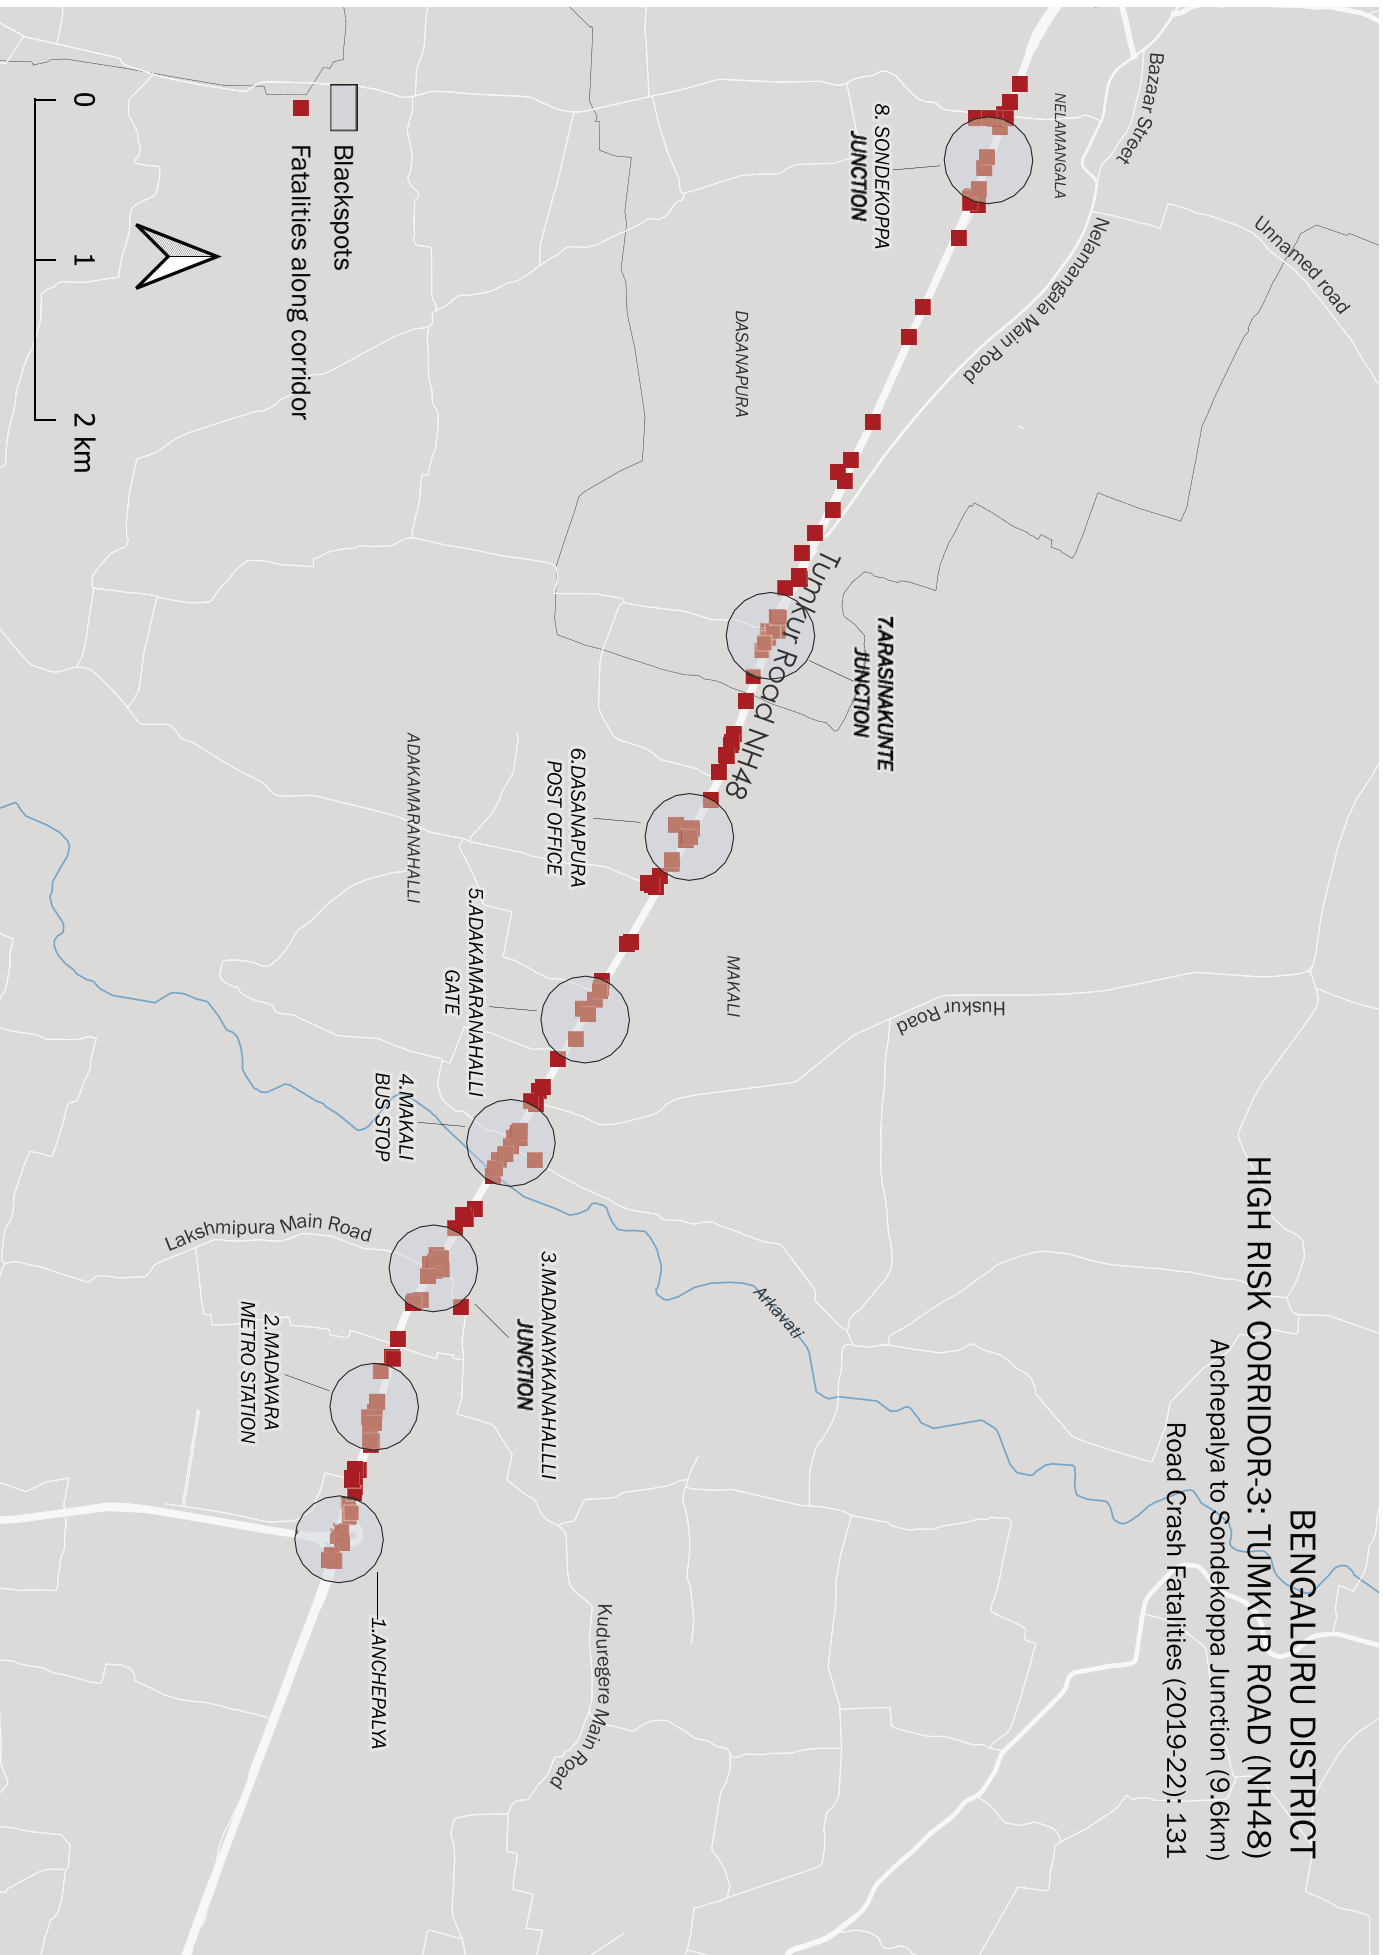 BENGALURU DISTRICT
HIGH RISK CORRIDOR-3: TUMKUR ROAD (NH48)
Anchepalya to Sondekoppa Junction (9.6km)
Road Crash Fatalities (2019-22): 131
Unnamed road
Bazaar Street
NELAMANGALA
Nelamangala Main Road
8. SONDEKOPPA
JUNCTION
DASANAPURA
7.ARASINAKUNTE
JUNCTION
Tumkur Road NH48
6.DASANAPURA
POST OFFICE
MAKALI
Huskur Road
ADAKAMARANAHALLI
5.ADAKAMARANAHALLI
GATE
4.MAKALI
BUS STOP
Arkavati
3.MADANAYAKANAHALLLI
JUNCTION
Lakshmipura Main Road
2.MADAVARA
METRO STATION
1.ANCHEPALYA
Kuduregere Main Road
Blackspots
Fatalities along corridor
0 1 2 km